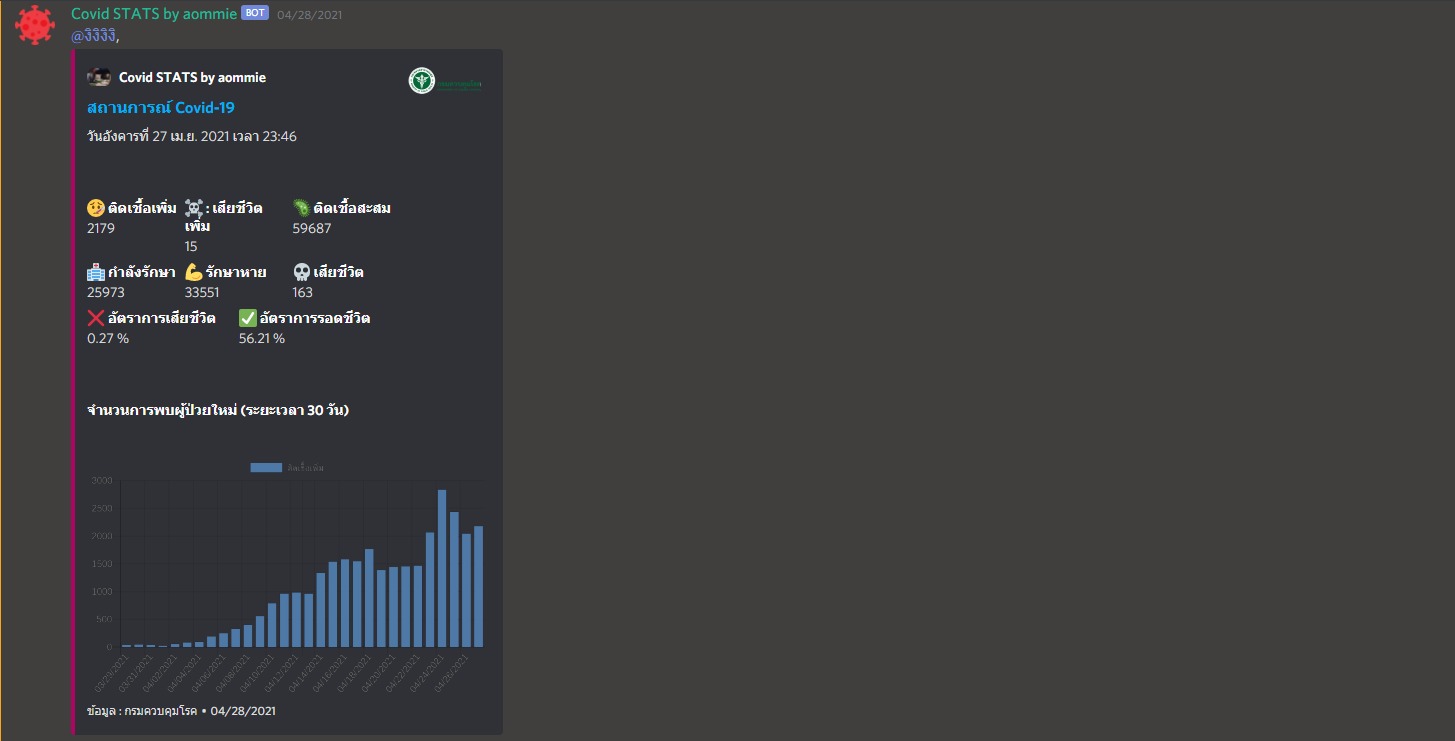 Covid STATS by aommie BOT 04/28/2021
@งิงิงิงิ,
Covid STATS by aommie
สถานการณ์ Covid-19
วันอังคารที่ 27 เม.ย. 2021 เวลา 23:46
ติดเชื้อเพิ่ม : เสียชีวิต ติดเชื้อสะสม
เพิ่ม
2179 59687
15
กำลังรักษา รักษาหาย เสียชีวิต
25973 33551 163
อัตราการเสียชีวิต อัตราการรอดชีวิต
0.27 % 56.21 %
จำนวนการพบผู้ป่วยใหม่ (ระยะเวลา 30 วัน)
ติดเชื้อเพิ่ม
3000
2500
2000
1500
1000
500
0
03/29/2021 03/31/2021 04/02/2021 04/04/2021 04/06/2021 04/08/2021 04/10/2021 04/12/2021 04/14/2021 04/16/2021 04/18/2021 04/20/2021 04/22/2021 04/24/2021 04/26/2021
ข้อมูล : กรมควบคุมโรค • 04/28/2021